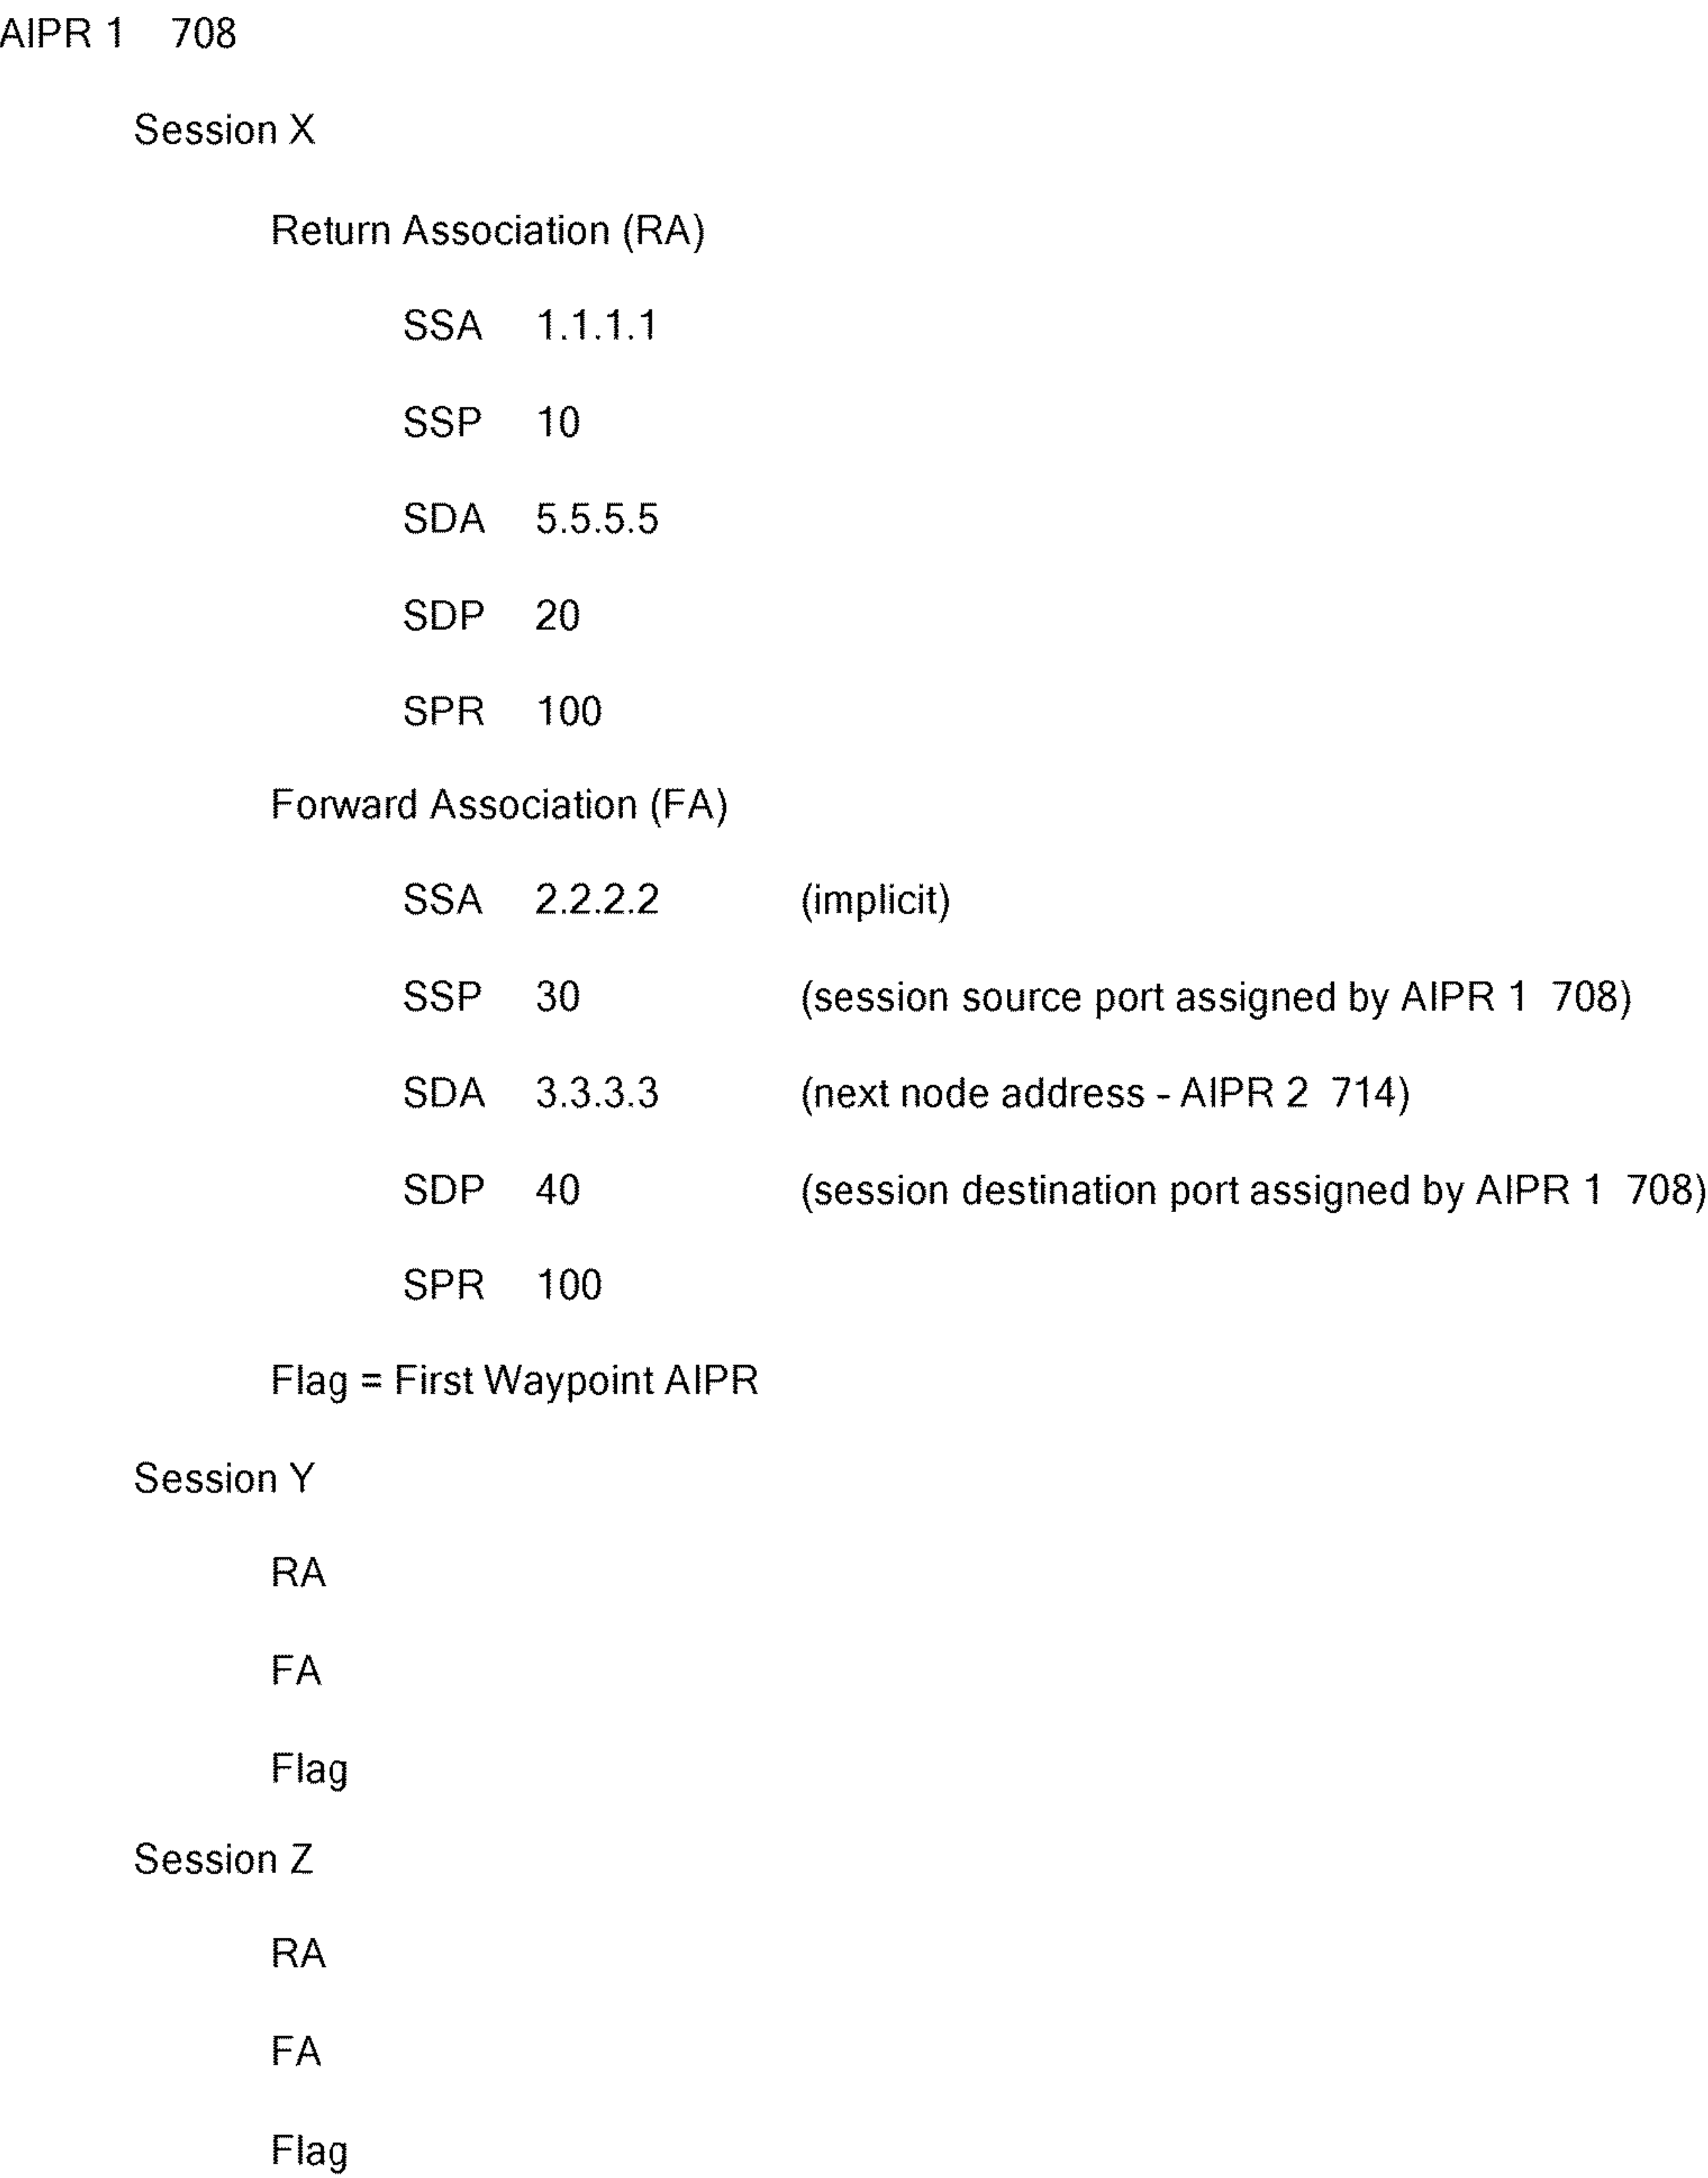 AIPR 1 708
Session X
Return Association (RA)
SSA 1.1.1.1
SSP 10
SDA 5.5.5.5
SDP 20
SPR 100
Forward Association (FA)
SSA 2.2.2.2 (implicit)
SSP 30 (session source port assigned by AIPR 1 708)
SDA 3.3.3.3 (next node address - AIPR 2 714)
SDP 40 (session destination port assigned by AIPR 1 708)
SPR 100
Flag = First Waypoint AIPR
Session Y
RA
FA
Flag
Session Z
RA
FA
Flag